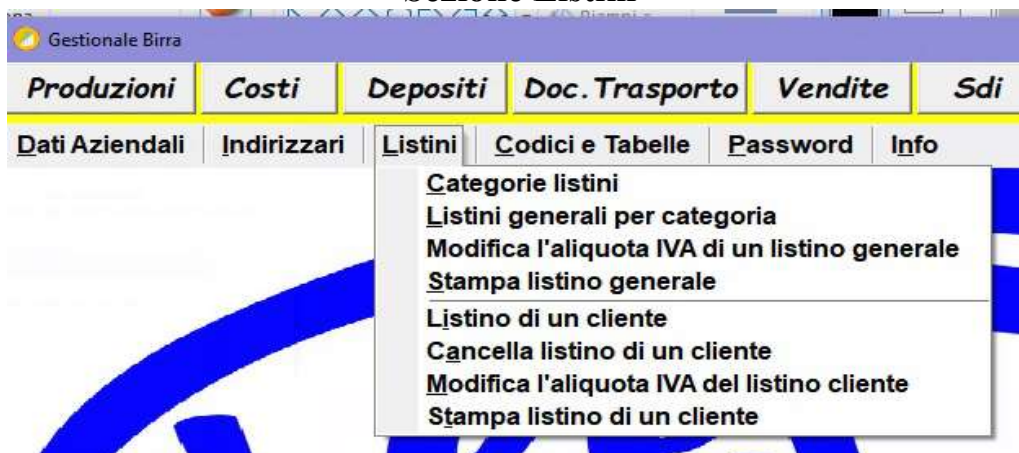 Gestionale Birra
Produzioni Costi Depositi Doc.Trasporto Vendite Sdi
Dati Aziendali Indirizzari Listini Codici e Tabelle Password Info
Categorie listini
Listini generali per categoria
Modifica l'aliquota IVA di un listino generale
Stampa listino generale
Listino di un cliente
Cancella listino di un cliente
Modifica l'aliquota IVA del listino cliente
Stampa listino di un cliente